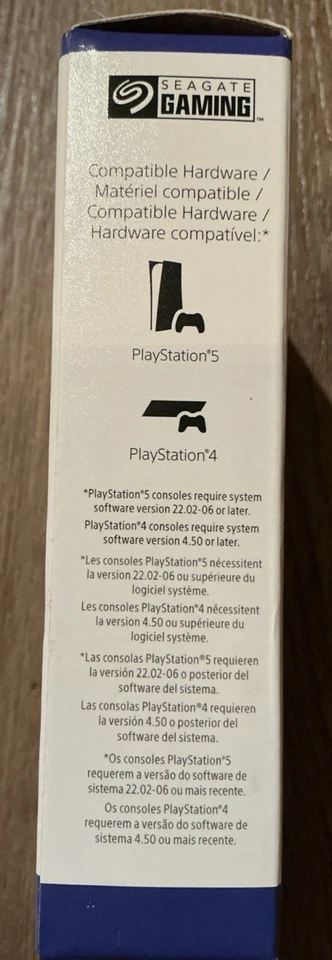 SEAGATE
GAMING™
Compatible Hardware /
Matériel compatible /
Compatible Hardware /
Hardware compatível:*
PlayStation®5
PlayStation®4
*PlayStation®5 consoles require system
software version 22.02-06 or later.
PlayStation®4 consoles require system
software version 4.50 or later.
*Les consoles PlayStation®5 nécessitent
la version 22.02-06 ou supérieure du
logiciel système.
Les consoles PlayStation®4 nécessitent
la version 4.50 ou supérieure du
logiciel système.
*Las consolas PlayStation®5 requieren
la versión 22.02-06 o posterior del
software del sistema.
Las consolas PlayStation®4 requieren
la versión 4.50 o posterior del
software del sistema.
*Os consoles PlayStation®5
requerem a versão do software de
sistema 22.02-06 ou mais recente.
Os consoles PlayStation®4
requerem a versão do software de
sistema 4.50 ou mais recente.